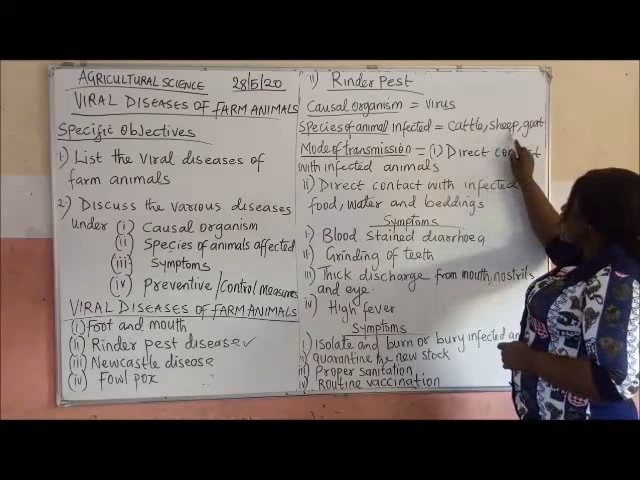 AGRICULTURAL SCIENCE 28/5/20
VIRAL DISEASES OF FARM ANIMALS
Specific Objectives
1) List the viral diseases of
farm animals
2) Discuss the various diseases
under (i) Causal organism
(ii) Species of animals affected
(iii) Symptoms
(iv) Preventive/Control measures
VIRAL DISEASES OF FARM ANIMALS
(i) Foot and mouth
(ii) Rinder pest disease ✓
(iii) Newcastle disease
(iv) Fowl pox
ii) Rinder Pest
Causal organism = Virus
Species of animal infected = Cattle, sheep, goat
Mode of transmission = (i) Direct contact
with infected animals
ii) Direct contact with infected
food, water and beddings
Symptoms
i) Blood stained diarrhoea
ii) Grinding of teeth
iii) Thick discharge from mouth, nostrils
and eye.
iv) High fever
Symptoms
i) Isolate and burn or bury infected
ii) quarantine the new stock
iii) Proper sanitation
iv) Routine vaccination